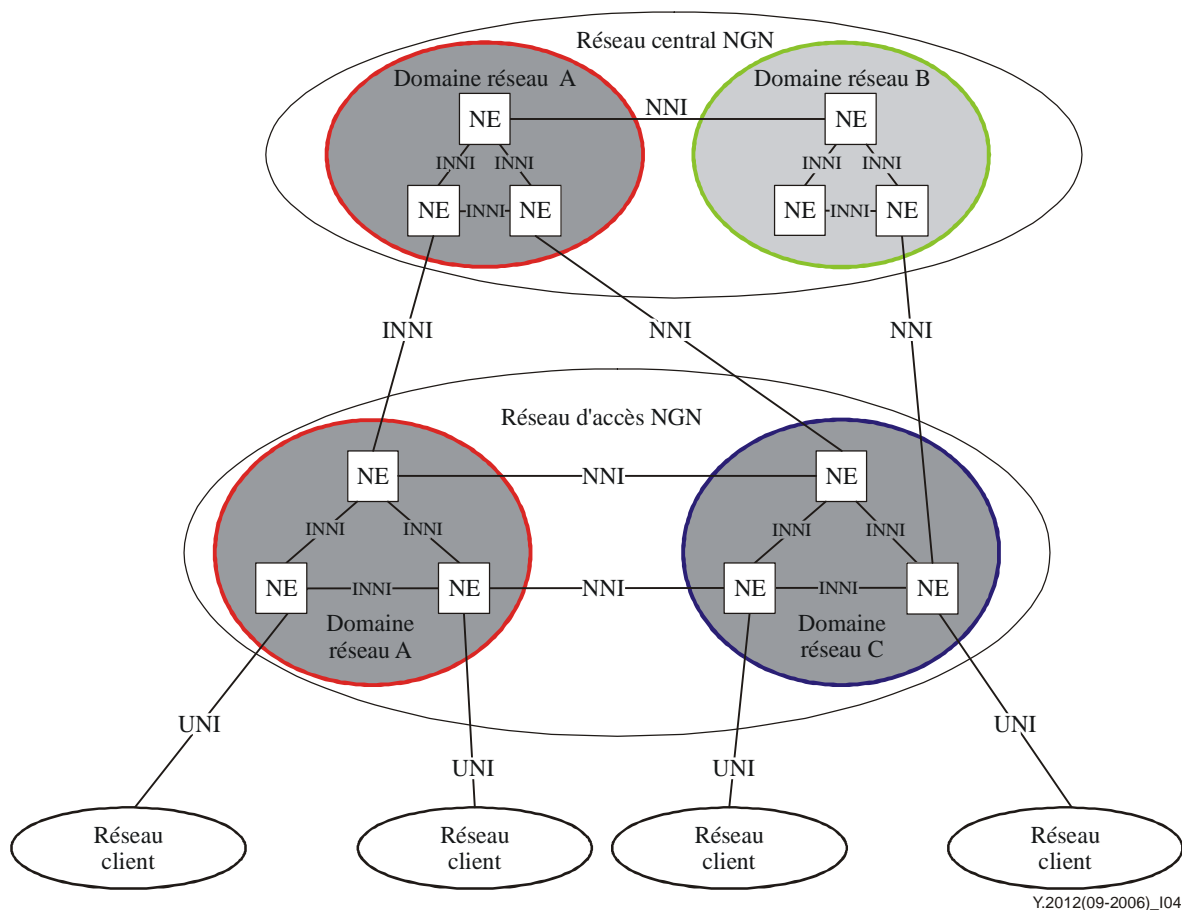 Réseau central NGN
Domaine réseau A
Domaine réseau B
NNI
NE
NE
INNI
INNI
INNI
INNI
NE
INNI
NE
NE
INNI
NE
INNI
NNI
NNI
Réseau d'accès NGN
NE
NNI
NE
INNI
INNI
INNI
INNI
NE
INNI
NE
NNI
NE
INNI
NE
Domaine
réseau A
Domaine
réseau C
UNI
UNI
UNI
UNI
Réseau
client
Réseau
client
Réseau
client
Réseau
client
Y.2012(09-2006)_I04